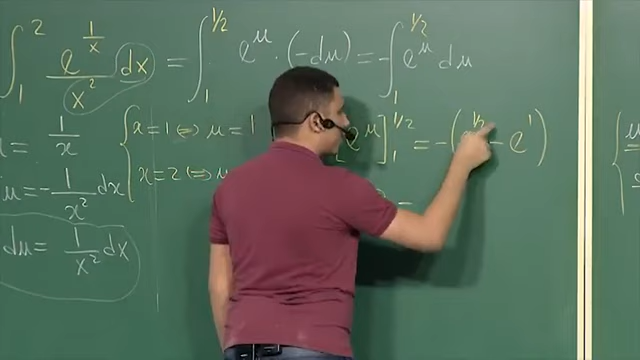 ∫₁² e^(1/x)/x² dx = ∫₁^(1/2) e^u · (-du) = -∫₁^(1/2) e^u du
u = 1/x { x = 1 ⇔ u = 1 e^u ]₁^(1/2) = -(e^(1/2) - e^1)
du = -1/x² dx x = 2 ⇔ u =
-du = 1/x² dx